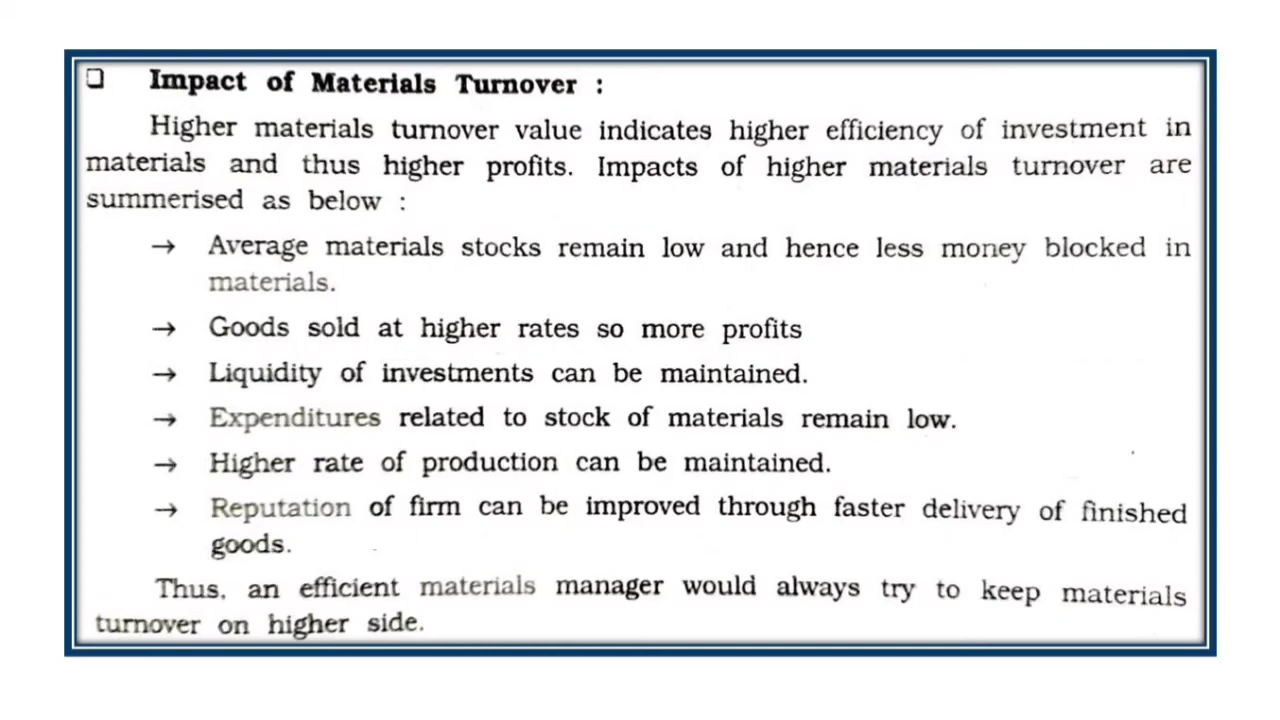 ❑ Impact of Materials Turnover :
Higher materials turnover value indicates higher efficiency of investment in
materials and thus higher profits. Impacts of higher materials turnover are
summerised as below :
→ Average materials stocks remain low and hence less money blocked in
materials.
→ Goods sold at higher rates so more profits
→ Liquidity of investments can be maintained.
→ Expenditures related to stock of materials remain low.
→ Higher rate of production can be maintained.
→ Reputation of firm can be improved through faster delivery of finished
goods.
Thus, an efficient materials manager would always try to keep materials
turnover on higher side.